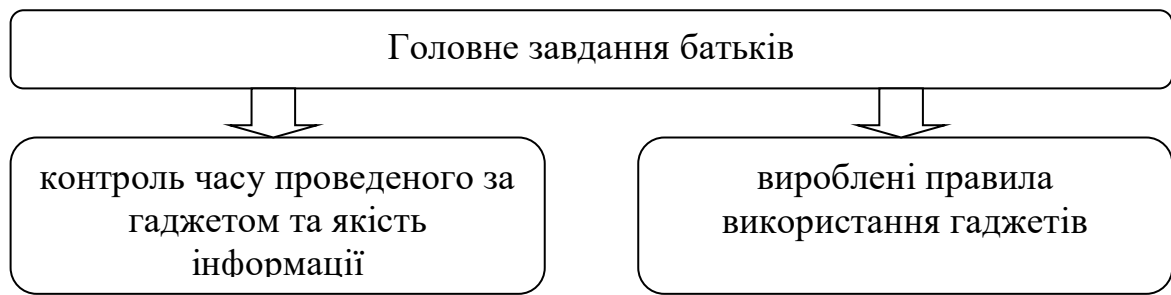 Головне завдання батьків
контроль часу проведеного за
гаджетом та якість
інформації
вироблені правила
використання гаджетів